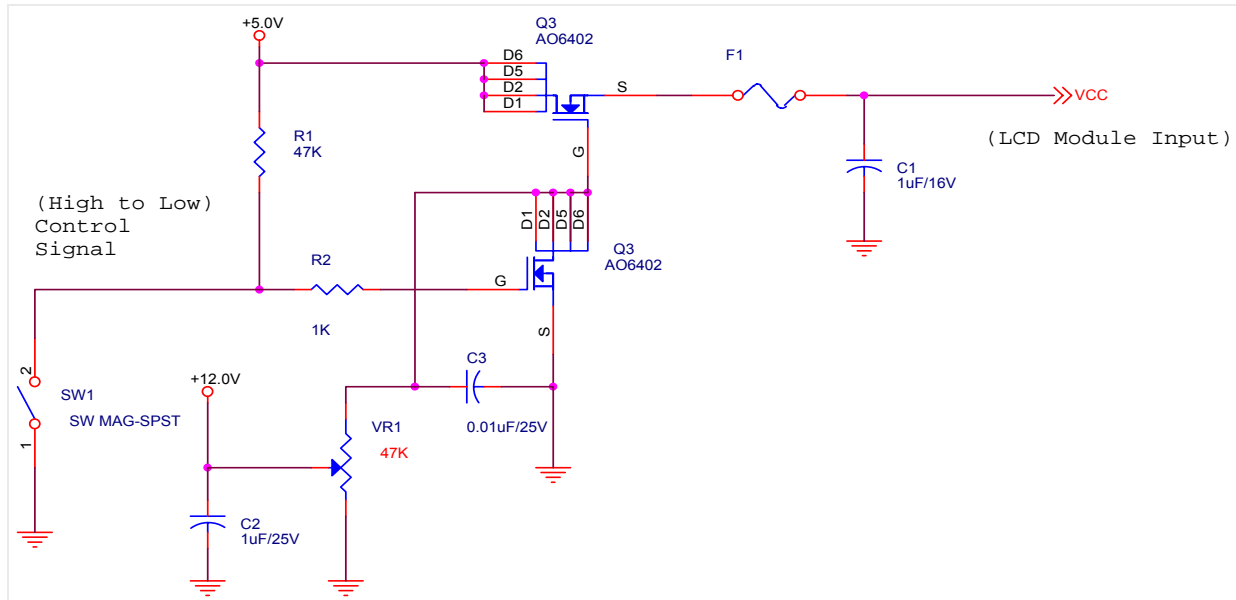 +5.0V
Q3
AO6402
F1
D6
D5
D2
D1
S
VCC
(LCD Module Input)
R1
47K
G
C1
1uF/16V
(High to Low)
Control
Signal
D1
D2
D5
D6
Q3
AO6402
R2
G
1K
S
2
SW1
SW MAG-SPST
1
+12.0V
C3
0.01uF/25V
VR1
47K
C2
1uF/25V